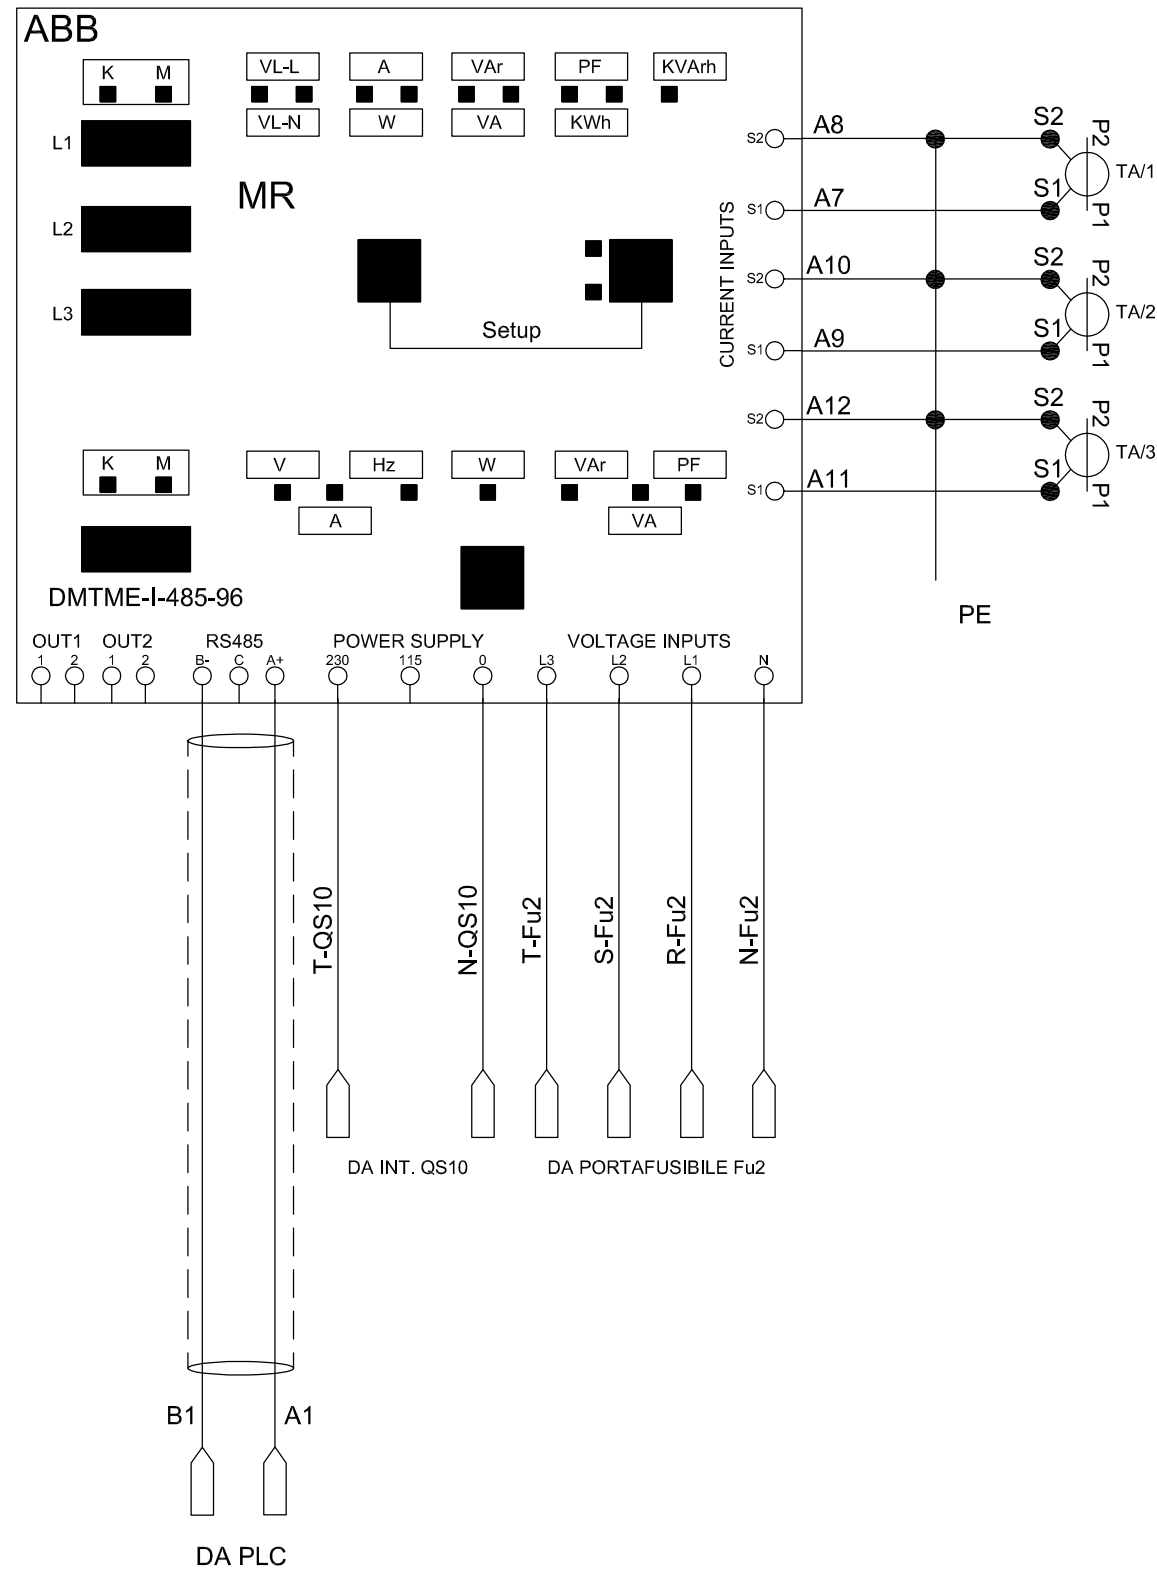 ABB
K M
VL-L A VAr PF KVArh
VL-N W VA KWh
L1
L2
L3
MR
Setup
CURRENT INPUTS
S2 A8 S2 P2
TA/1
S1 A7 S1 P1
S2 A10 S2 P2
TA/2
S1 A9 S1 P1
S2 A12 S2 P2
TA/3
S1 A11 S1 P1
K M
V Hz W VAr PF
A VA
DMTME-I-485-96
PE
OUT1 OUT2 RS485 POWER SUPPLY VOLTAGE INPUTS
1 2 1 2 B- C A+ 230 115 0 L3 L2 L1 N
T-QS10
N-QS10
T-Fu2
S-Fu2
R-Fu2
N-Fu2
DA INT. QS10 DA PORTAFUSIBILE Fu2
B1 A1
DA PLC